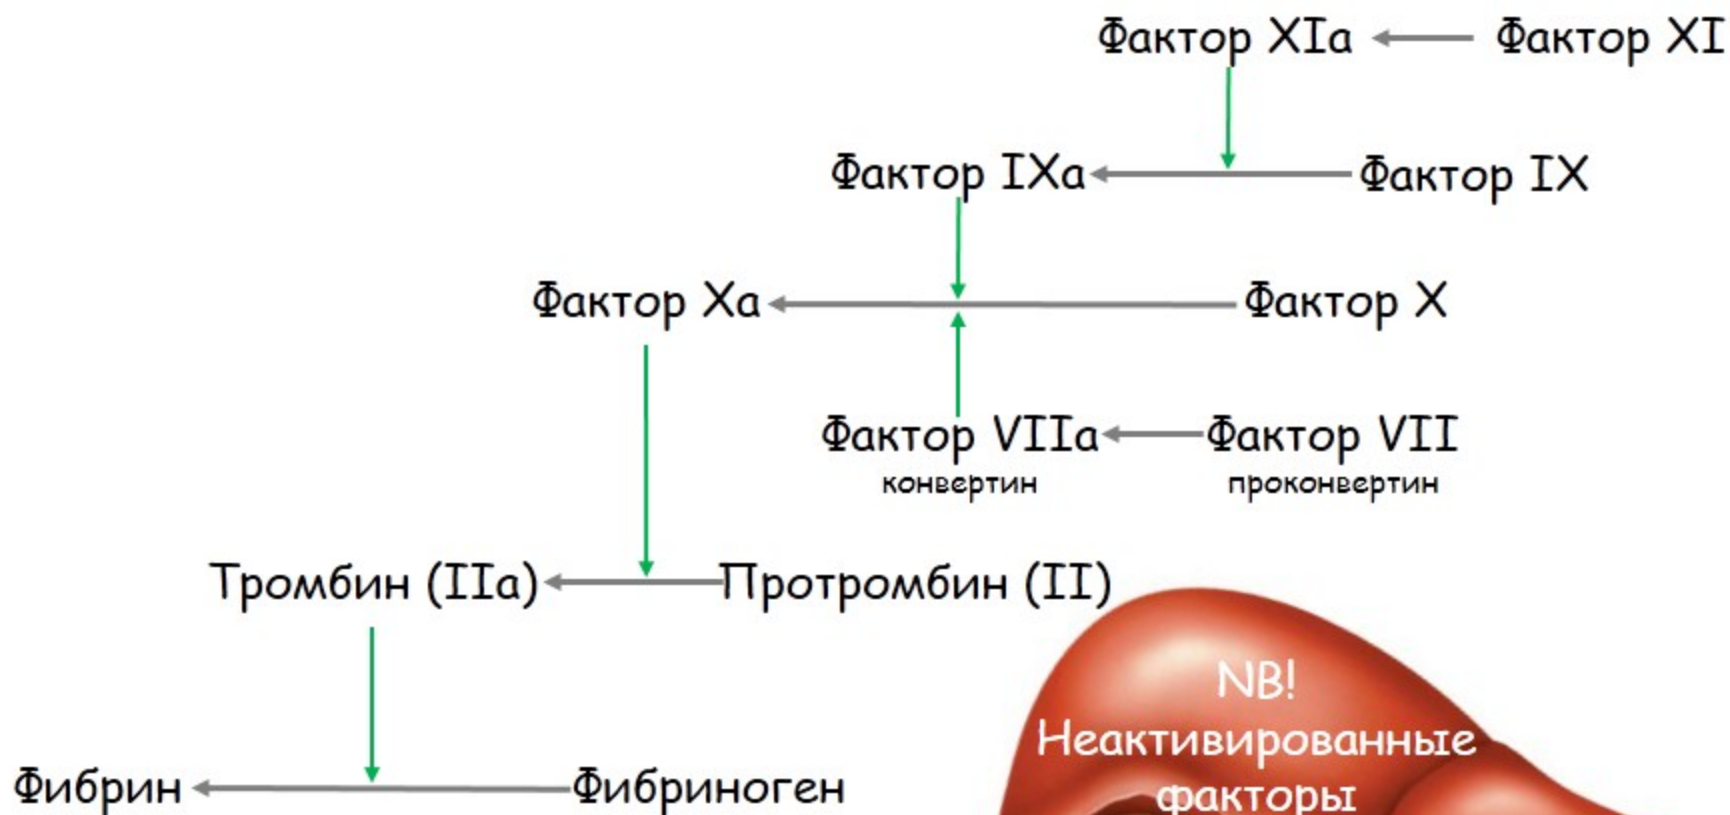 Фактор XIa Фактор XI
Фактор IXa Фактор IX
Фактор Xa Фактор X
Фактор VIIa Фактор VII
конвертин проконвертин
Тромбин (IIa) Протромбин (II)
NB!
Неактивированные
Фибрин Фибриноген
факторы